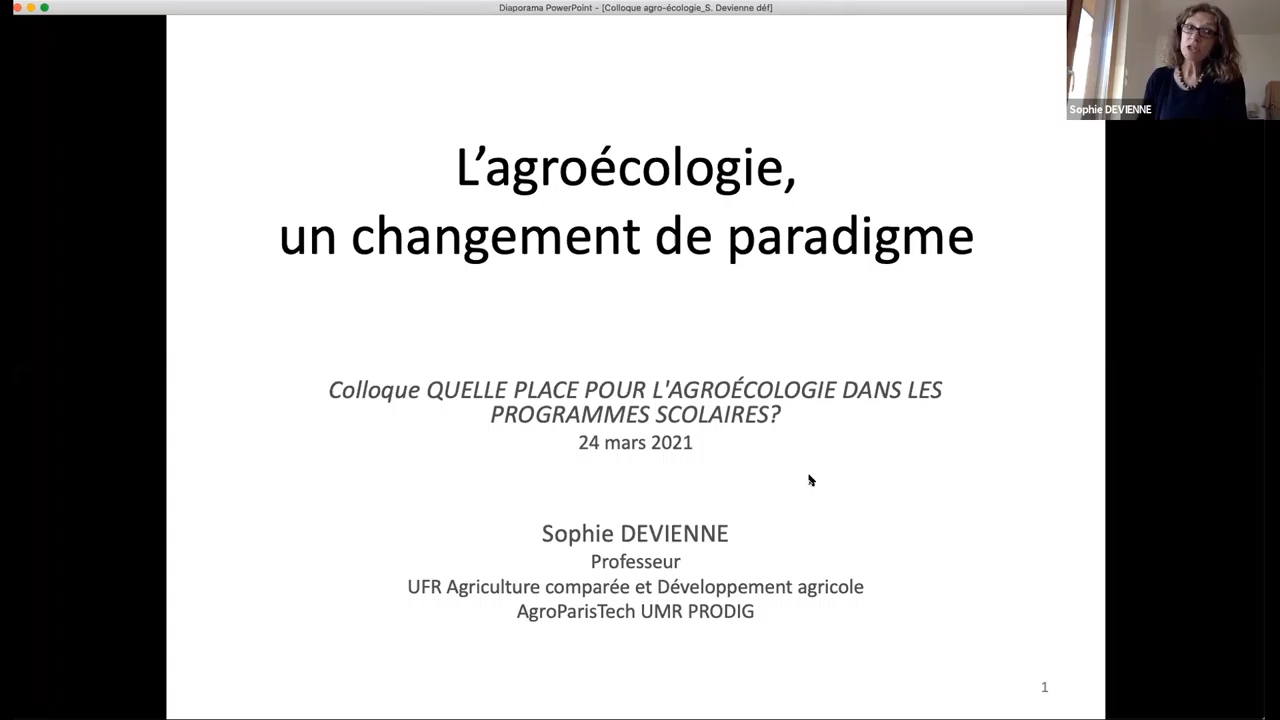 Diaporama PowerPoint - [Colloque agro-écologie_S. Devienne déf]
Sophie DEVIENNE
L’agroécologie,
un changement de paradigme
Colloque QUELLE PLACE POUR L'AGROÉCOLOGIE DANS LES
PROGRAMMES SCOLAIRES?
24 mars 2021
Sophie DEVIENNE
Professeur
UFR Agriculture comparée et Développement agricole
AgroParisTech UMR PRODIG
1